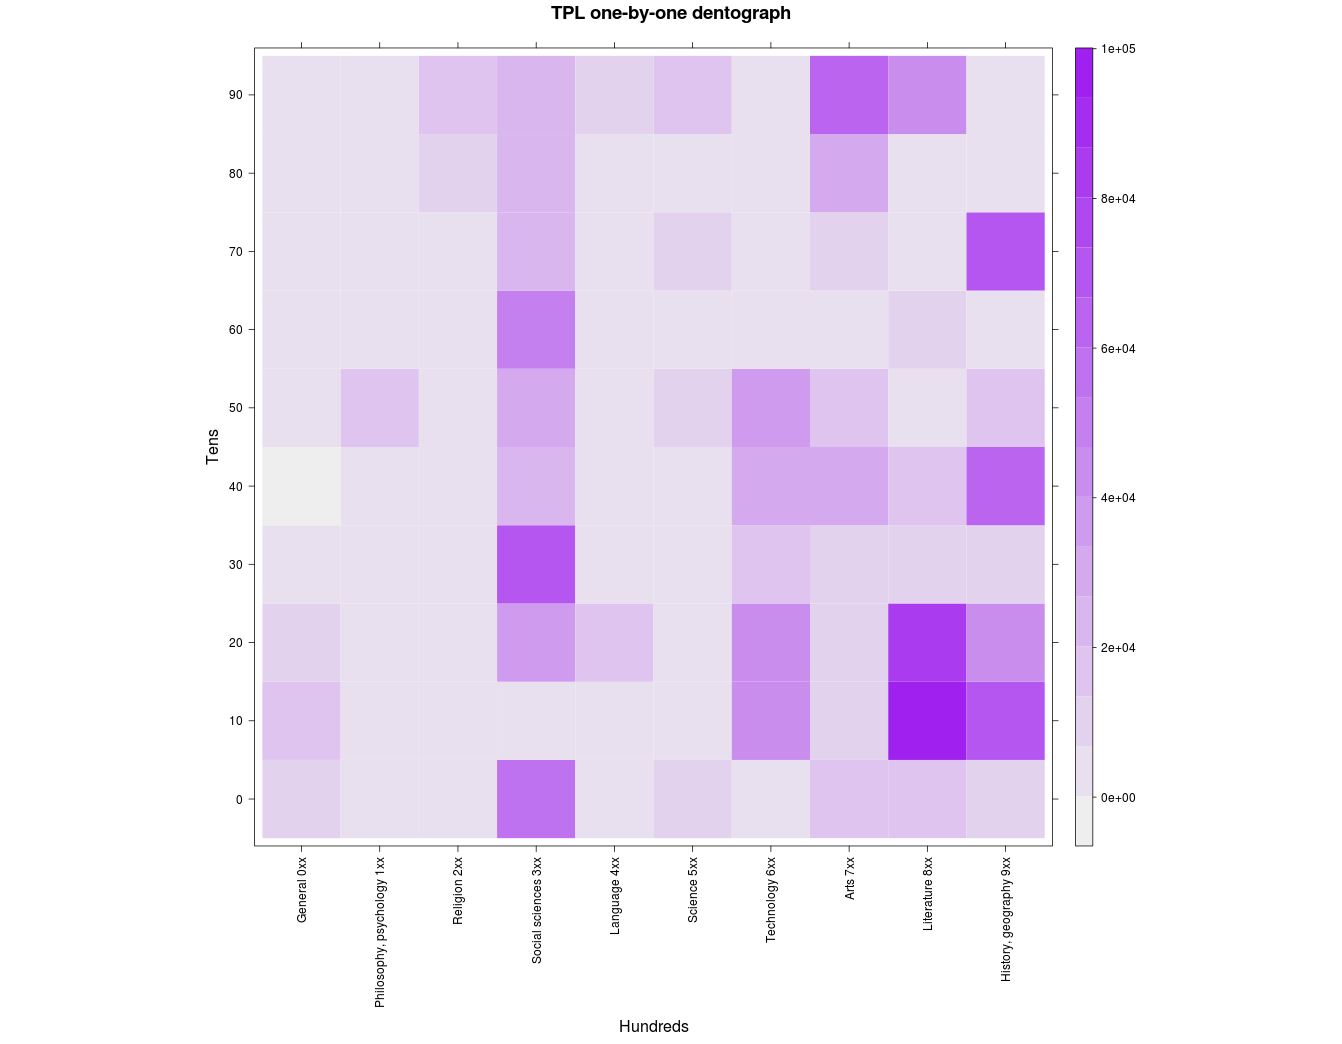 TPL one-by-one dentograph
1e+05
90
80
8e+04
70
60
6e+04
50
Tens
40
4e+04
30
20
2e+04
10
0
0e+00
General 0xx
Philosophy, psychology 1xx
Religion 2xx
Social sciences 3xx
Language 4xx
Science 5xx
Technology 6xx
Arts 7xx
Literature 8xx
History, geography 9xx
Hundreds